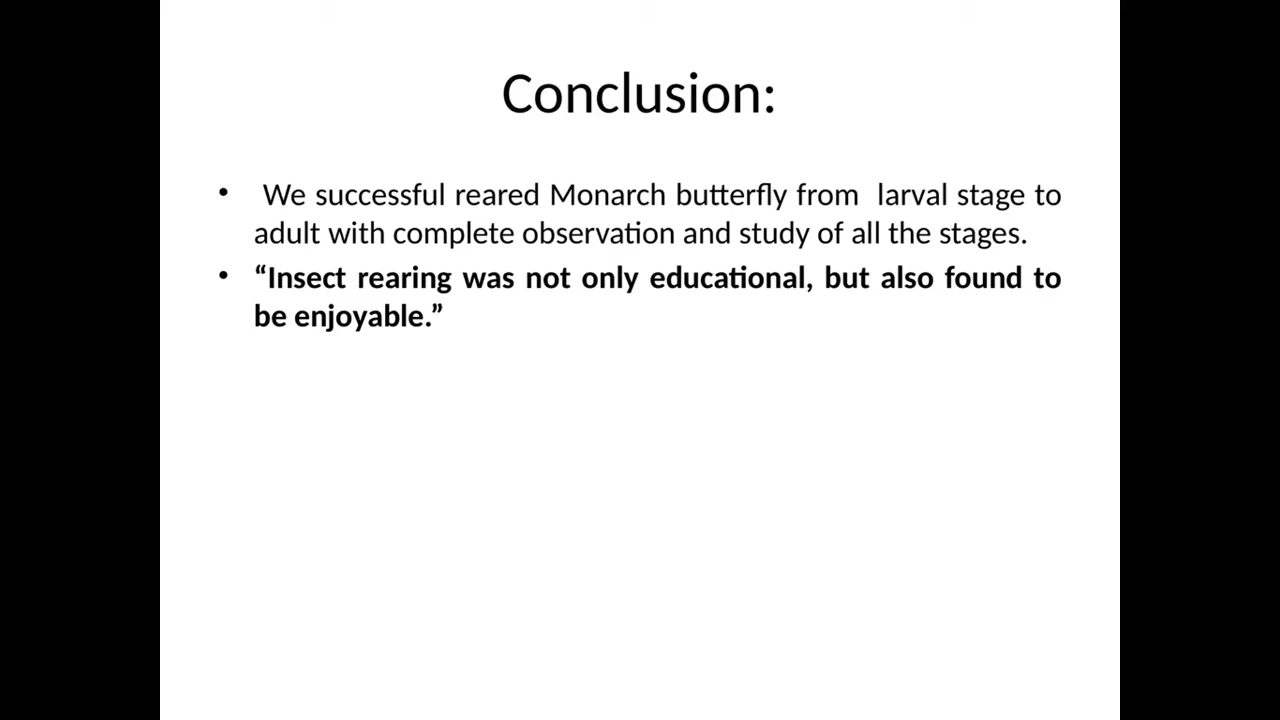 Conclusion:
• We successful reared Monarch butterfly from larval stage to
adult with complete observation and study of all the stages.
• “Insect rearing was not only educational, but also found to
be enjoyable.”